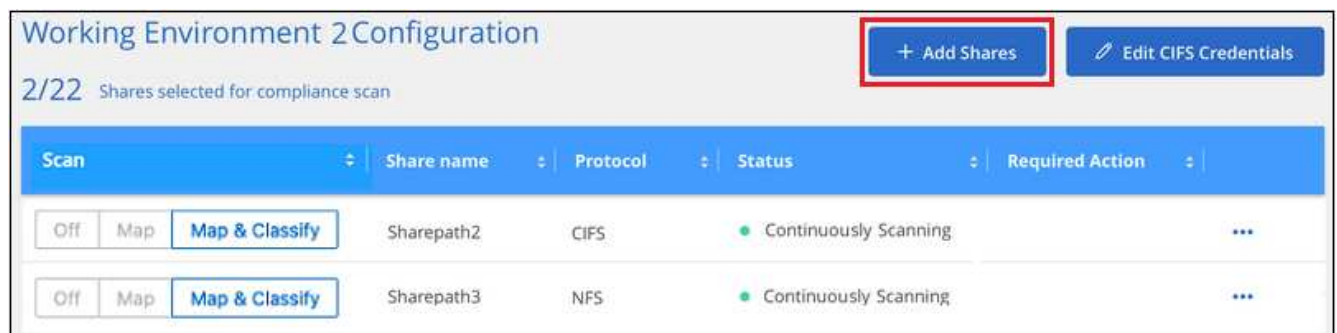 Working Environment 2 Configuration
+ Add Shares
Edit CIFS Credentials
2/22 Shares selected for compliance scan
Scan Share name Protocol Status Required Action
Off Map Map & Classify Sharepath2 CIFS Continuously Scanning •••
Off Map Map & Classify Sharepath3 NFS Continuously Scanning •••